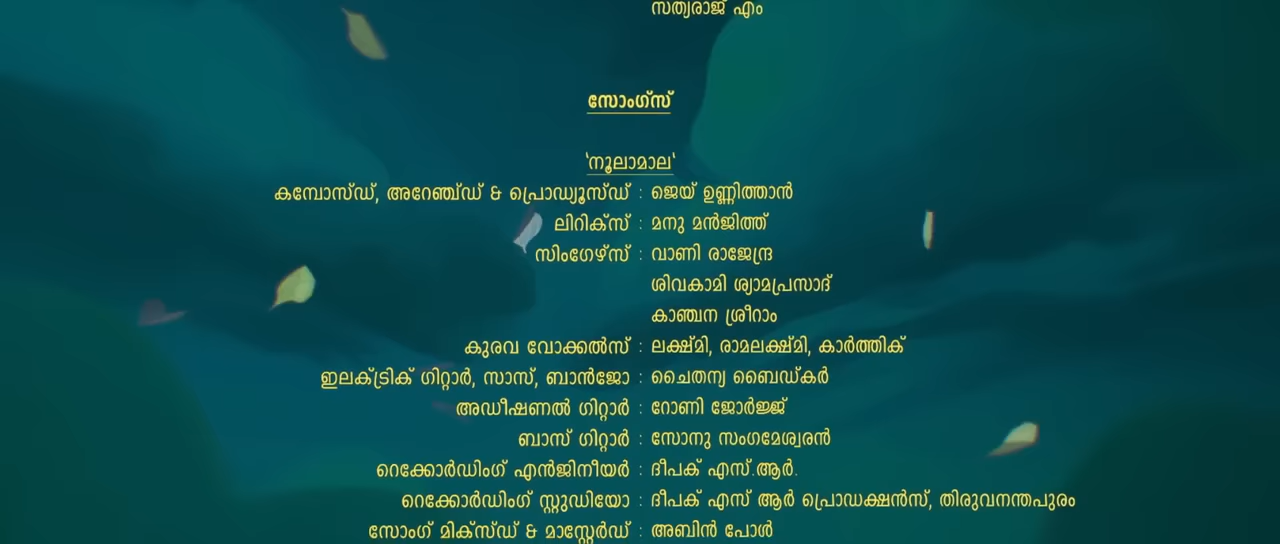 സത്യരാജ് എം
സോംഗ്സ്
'നൂലാമാല'
കമ്പോസ്ഡ്, അറേഞ്ച്ഡ് & പ്രൊഡ്യൂസ്ഡ് : ജെയ് ഉണ്ണിത്താൻ
ലിറിക്സ് : മനു മൻജിത്ത്
സിംഗേഴ്സ് : വാണി രാജേന്ദ്ര
ശിവകാമി ശ്യാമപ്രസാദ്
കാഞ്ചന ശ്രീറാം
കുരവ വോക്കൽസ് : ലക്ഷ്മി, രാമലക്ഷ്മി, കാർത്തിക്
ഇലക്ട്രിക് ഗിറ്റാർ, സാസ്, ബാൻജോ : ചൈതന്യ ബൈഡ്കർ
അഡീഷണൽ ഗിറ്റാർ : റോണി ജോർജ്ജ്
ബാസ് ഗിറ്റാർ : സോനു സംഗമേശ്വരൻ
റെക്കോർഡിംഗ് എൻജിനീയർ : ദീപക് എസ്.ആർ.
റെക്കോർഡിംഗ് സ്റ്റുഡിയോ : ദീപക് എസ് ആർ പ്രൊഡക്ഷൻസ്, തിരുവനന്തപുരം
സോംഗ് മിക്സ്ഡ് & മാസ്റ്റേർഡ് : അബിൻ പോൾ